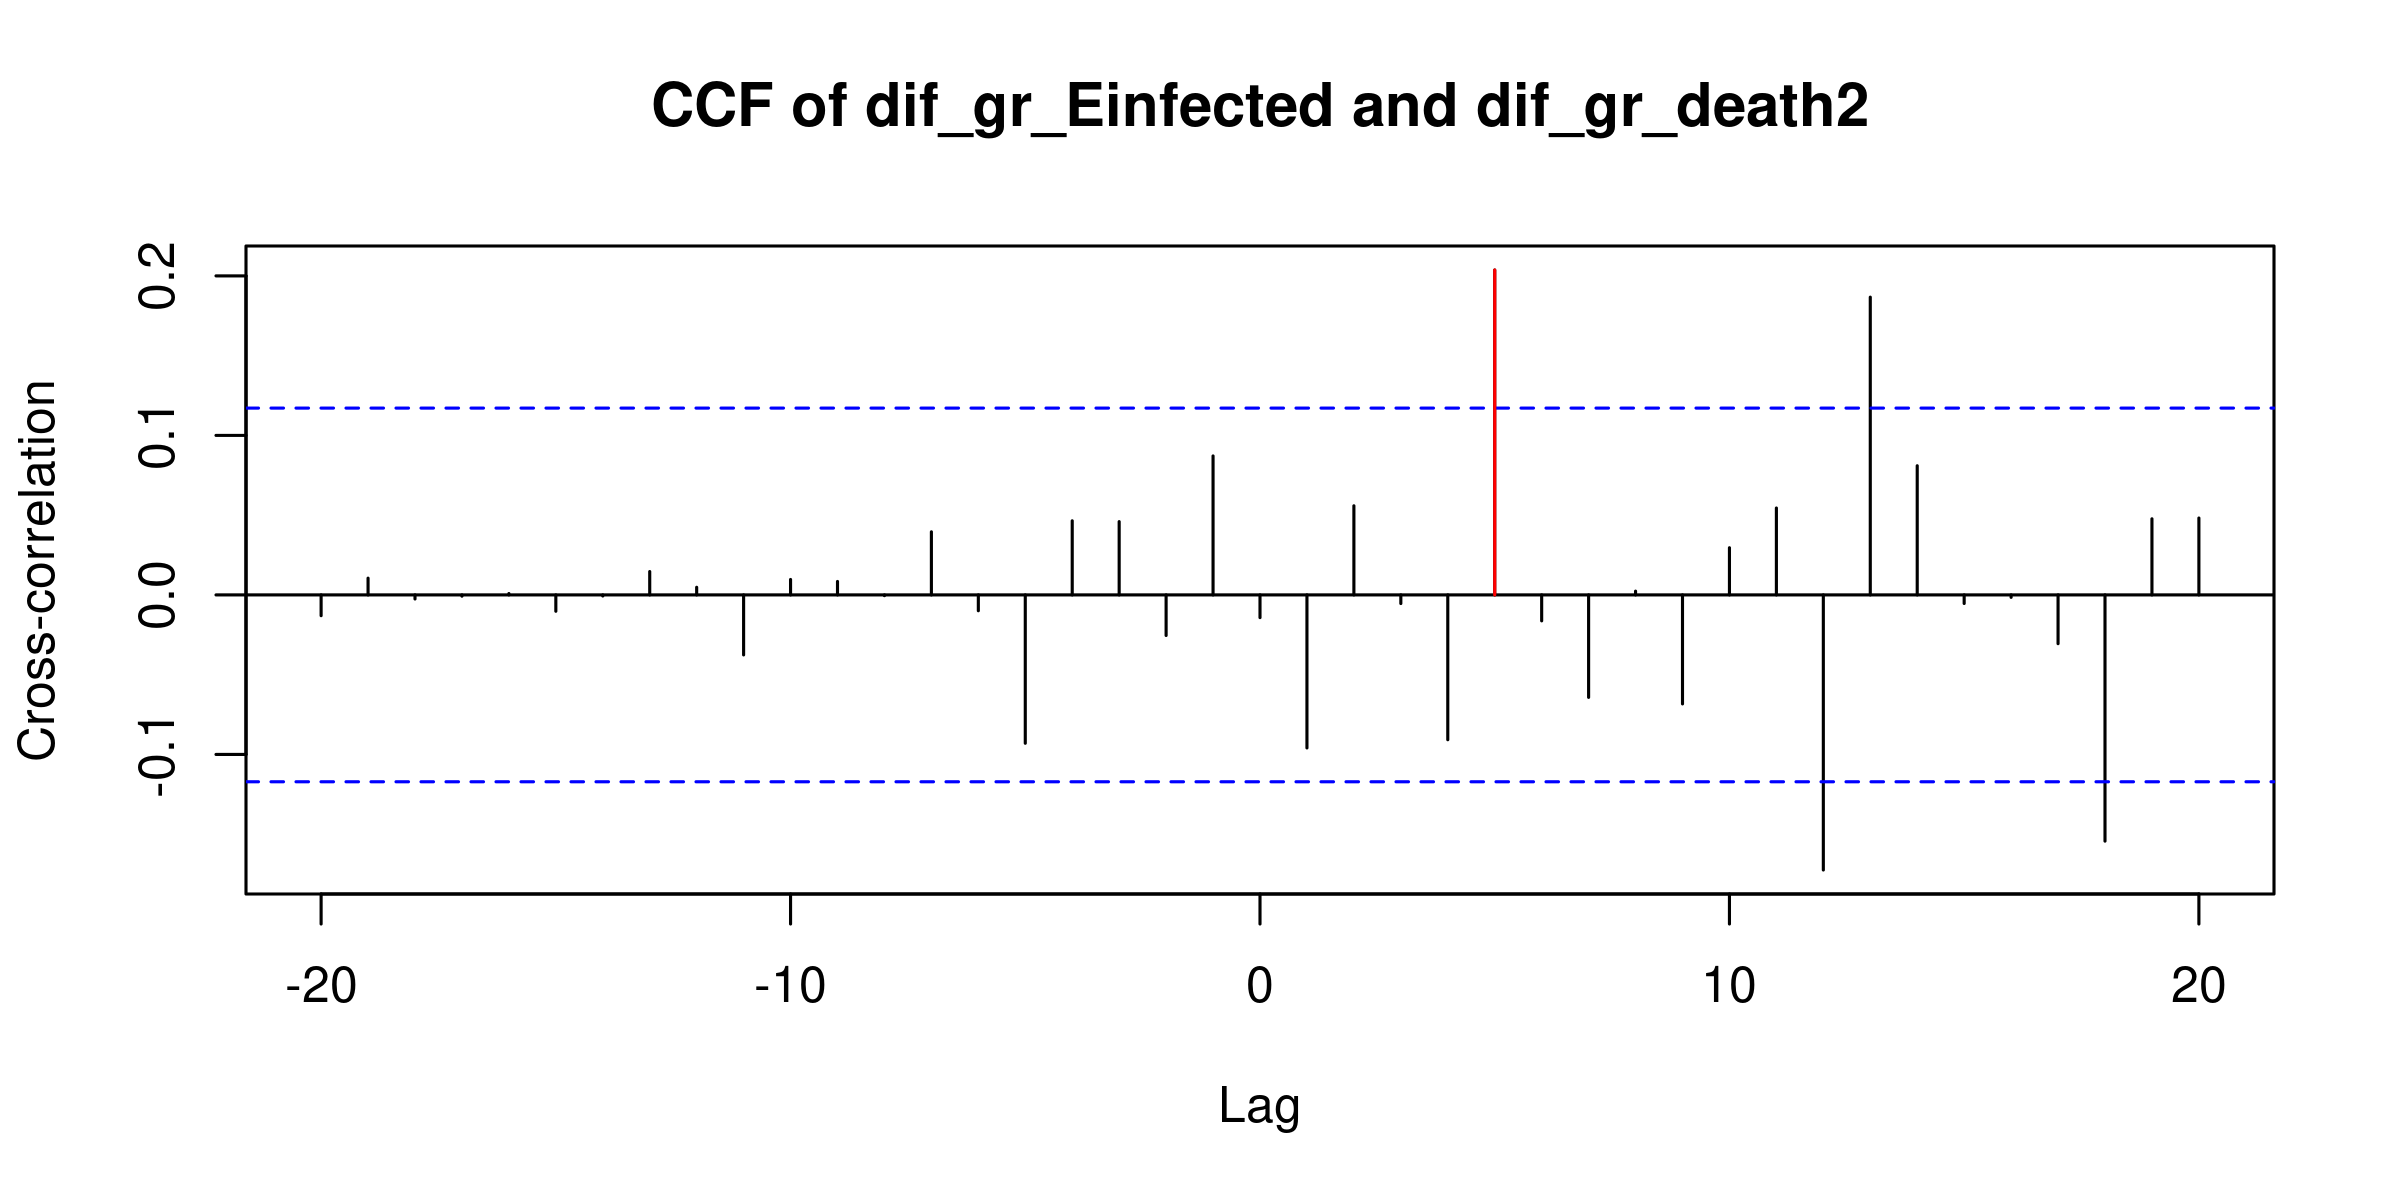 CCF of dif_gr_Einfected and dif_gr_death2
Cross-correlation
0.2
0.1
0.0
-0.1
-20 -10 0 10 20
Lag